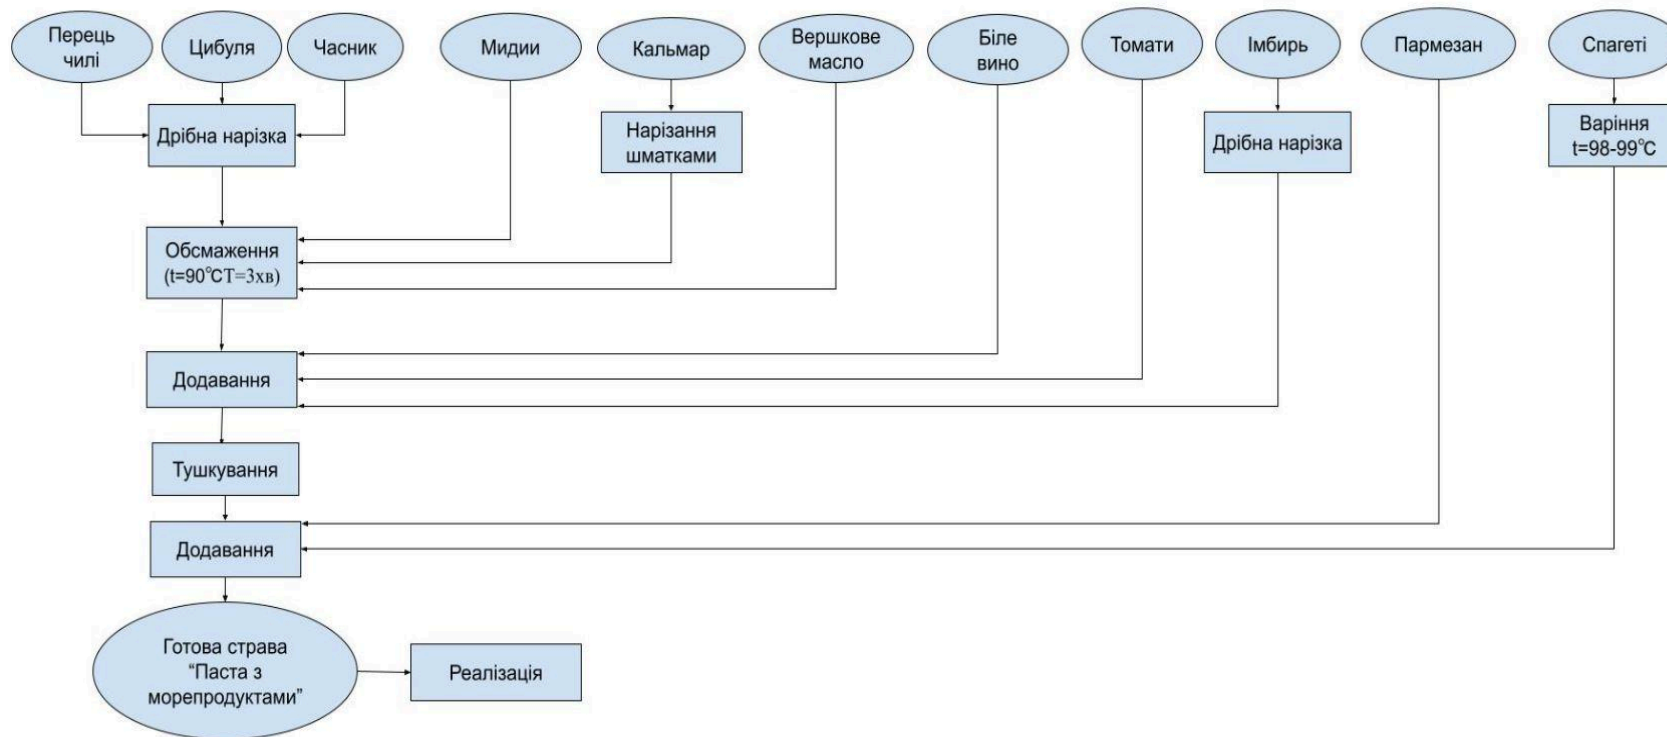 Перець
чилі
Цибуля
Часник
Мидии
Кальмар
Вершкове
масло
Біле
вино
Томати
Імбирь
Пармезан
Спагеті
Дрібна нарізка
Нарізання
шматками
Дрібна нарізка
Варіння
t=98-99℃
Обсмаження
(t=90℃T=3хв)
Додавання
Тушкування
Додавання
Готова страва
“Паста з
морепродуктами”
Реалізація